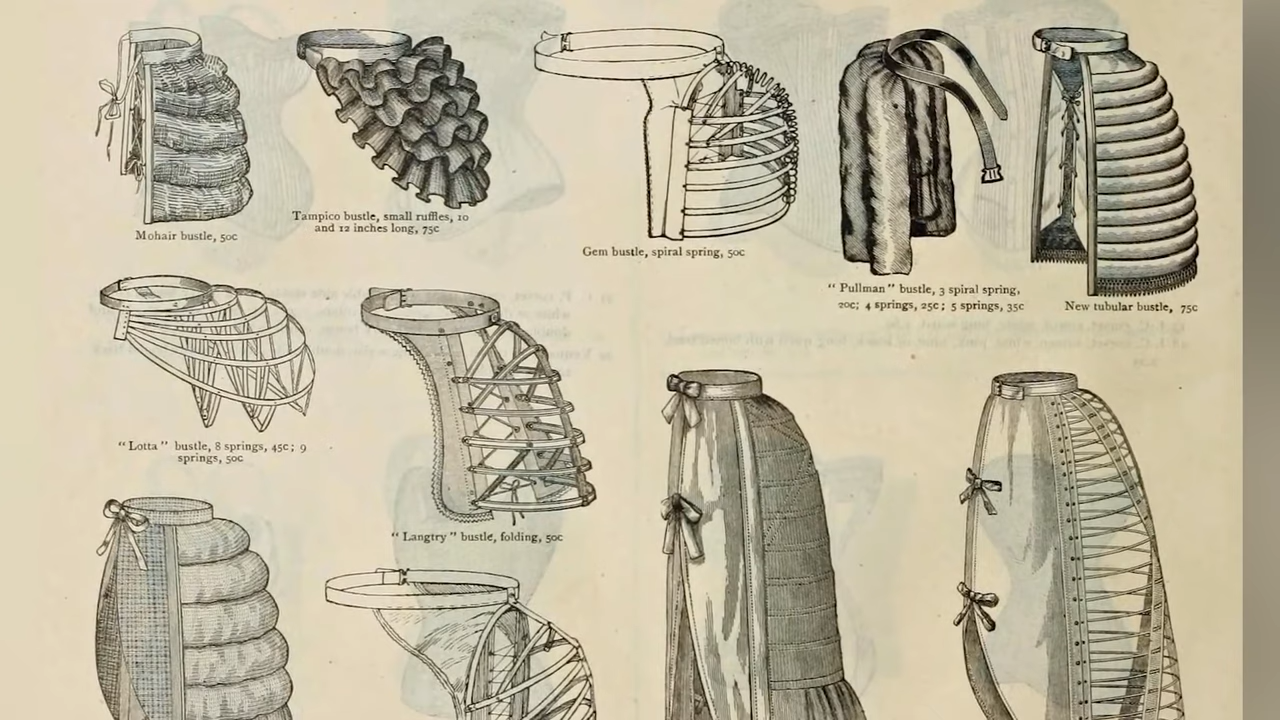 Mohair bustle, 50c
Tampico bustle, small ruffles, 10
and 12 inches long, 75c
Gem bustle, spiral spring, 50c
“ Pullman ” bustle, 3 spiral spring,
20c; 4 springs, 25c; 5 springs, 35c
New tubular bustle, 75c
“ Lotta ” bustle, 8 springs, 45c; 9
springs, 50c
“ Langtry ” bustle, folding, 50c